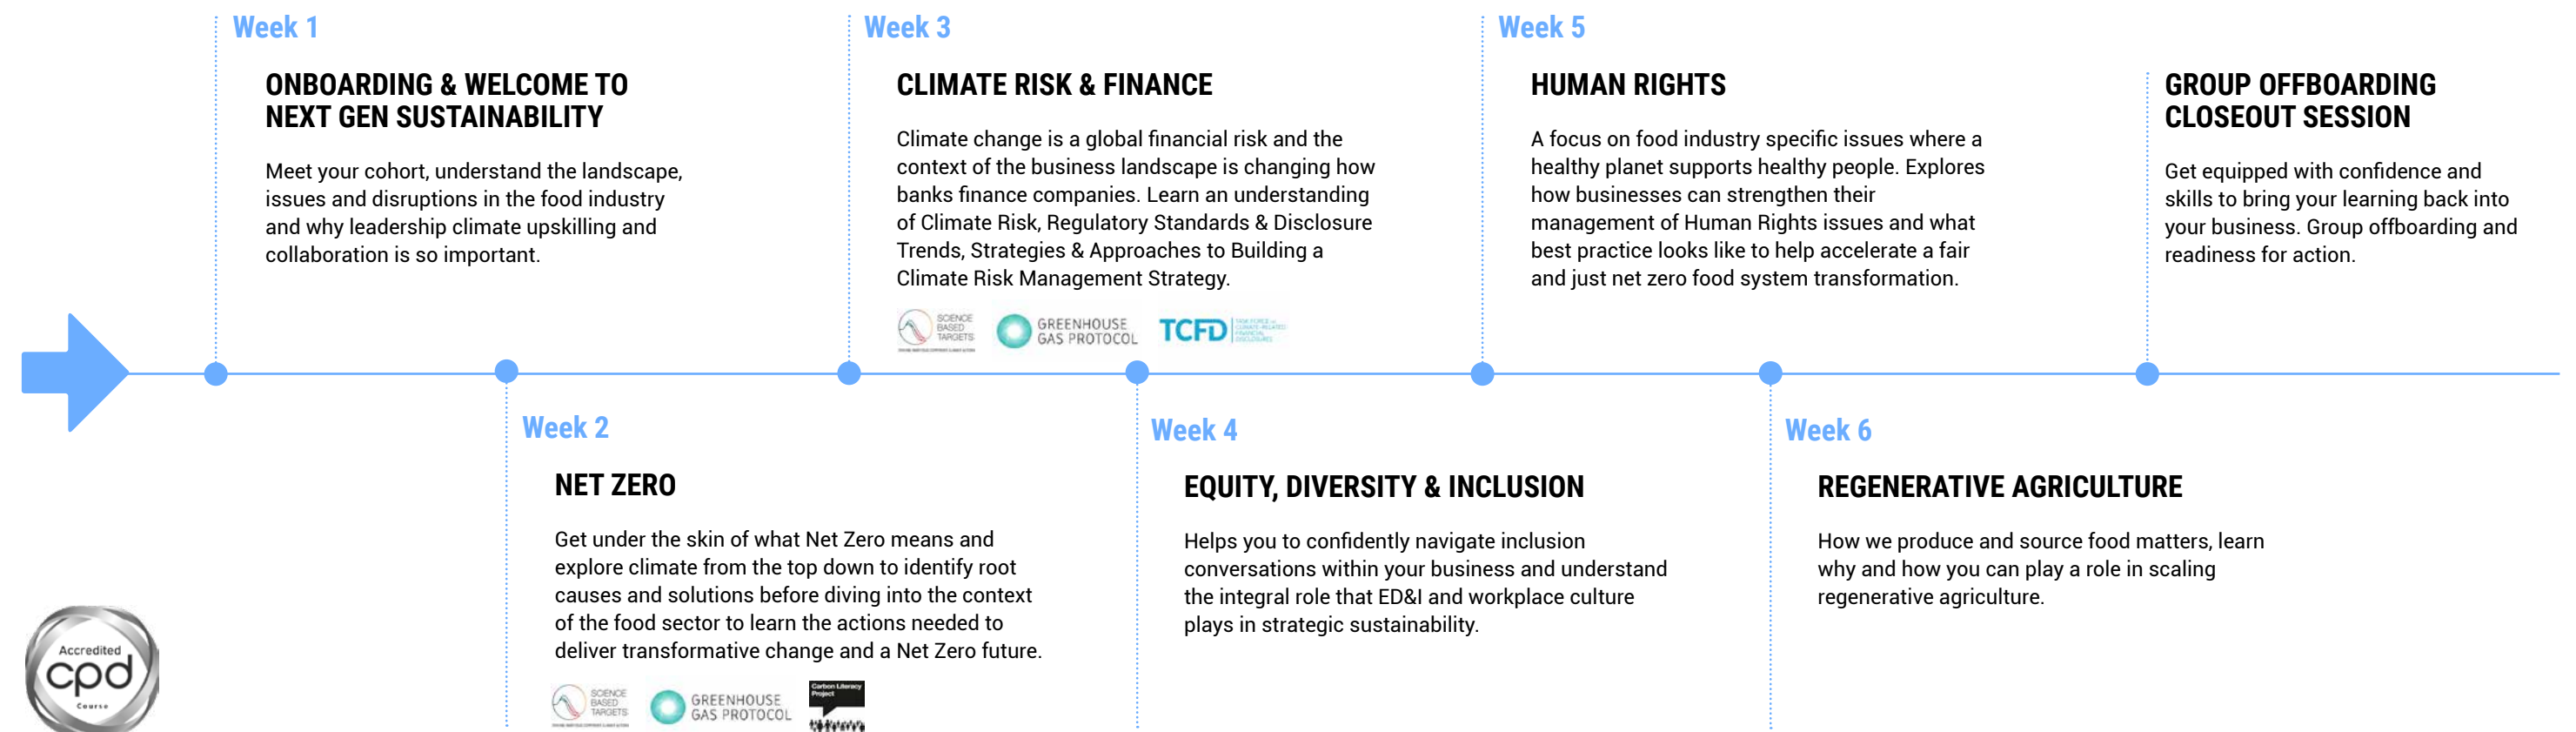 Week 1
ONBOARDING & WELCOME TO
NEXT GEN SUSTAINABILITY
Meet your cohort, understand the landscape,
issues and disruptions in the food industry
and why leadership climate upskilling and
collaboration is so important.
Week 3
CLIMATE RISK & FINANCE
Climate change is a global financial risk and the
context of the business landscape is changing how
banks finance companies. Learn an understanding
of Climate Risk, Regulatory Standards & Disclosure
Trends, Strategies & Approaches to Building a
Climate Risk Management Strategy.
SCIENCE
BASED
TARGETS
GREENHOUSE
GAS PROTOCOL
TCFD
TASK FORCE ON
CLIMATE-RELATED
FINANCIAL
DISCLOSURES
Week 5
HUMAN RIGHTS
A focus on food industry specific issues where a
healthy planet supports healthy people. Explores
how businesses can strengthen their
management of Human Rights issues and what
best practice looks like to help accelerate a fair
and just net zero food system transformation.
GROUP OFFBOARDING
CLOSEOUT SESSION
Get equipped with confidence and
skills to bring your learning back into
your business. Group offboarding and
readiness for action.
Week 2
NET ZERO
Get under the skin of what Net Zero means and
explore climate from the top down to identify root
causes and solutions before diving into the context
of the food sector to learn the actions needed to
deliver transformative change and a Net Zero future.
SCIENCE
BASED
TARGETS
GREENHOUSE
GAS PROTOCOL
Carbon Literacy
Project
Week 4
EQUITY, DIVERSITY & INCLUSION
Helps you to confidently navigate inclusion
conversations within your business and understand
the integral role that ED&I and workplace culture
plays in strategic sustainability.
Week 6
REGENERATIVE AGRICULTURE
How we produce and source food matters, learn
why and how you can play a role in scaling
regenerative agriculture.
Accredited
cpd
Course